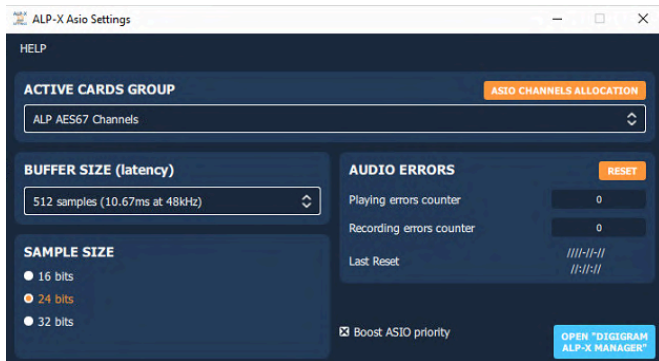 ALP-X Asio Settings
HELP
ACTIVE CARDS GROUP
ASIO CHANNELS ALLOCATION
ALP AES67 Channels
BUFFER SIZE (latency)
512 samples (10.67ms at 48kHz)
SAMPLE SIZE
16 bits
24 bits
32 bits
AUDIO ERRORS
RESET
Playing errors counter
0
Recording errors counter
0
Last Reset
////-//-//
//://://
Boost ASIO priority
OPEN "DIGIGRAM
ALP-X MANAGER"